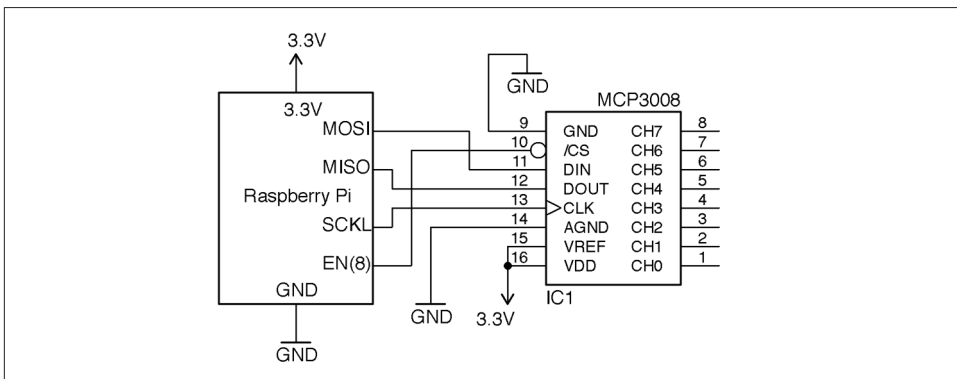 3.3V
3.3V
MOSI
MISO
Raspberry Pi
SCKL
EN(8)
GND
GND
GND
MCP3008
9 GND CH7 8
10 /CS CH6 7
11 DIN CH5 6
12 DOUT CH4 5
13 CLK CH3 4
14 AGND CH2 3
15 VREF CH1 2
16 VDD CH0 1
IC1
GND
3.3V